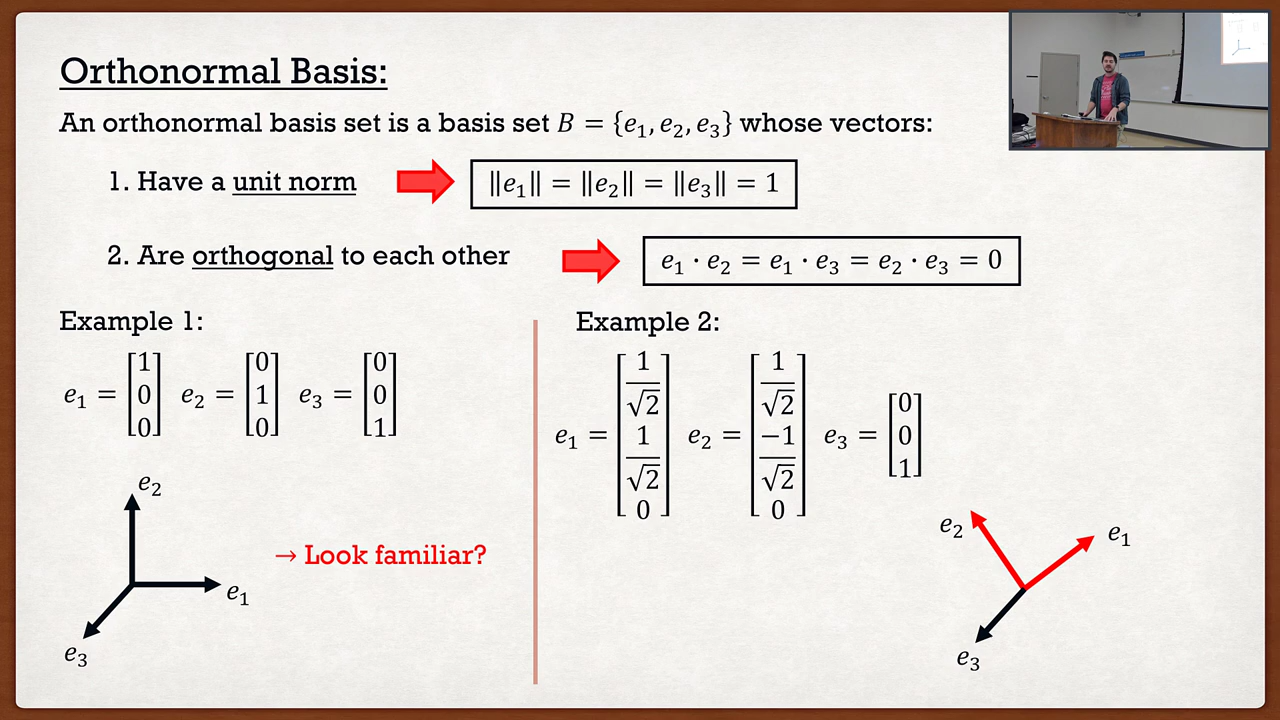 Orthonormal Basis:
An orthonormal basis set is a basis set B = {e₁, e₂, e₃} whose vectors:
1. Have a unit norm
‖e₁‖ = ‖e₂‖ = ‖e₃‖ = 1
2. Are orthogonal to each other
e₁ · e₂ = e₁ · e₃ = e₂ · e₃ = 0
Example 1:
e₁ = [1 0 0] e₂ = [0 1 0] e₃ = [0 0 1]
e₂
e₁
e₃
→ Look familiar?
Example 2:
e₁ = [1/√2 1/√2 0] e₂ = [1/√2 −1/√2 0] e₃ = [0 0 1]
e₂
e₁
e₃